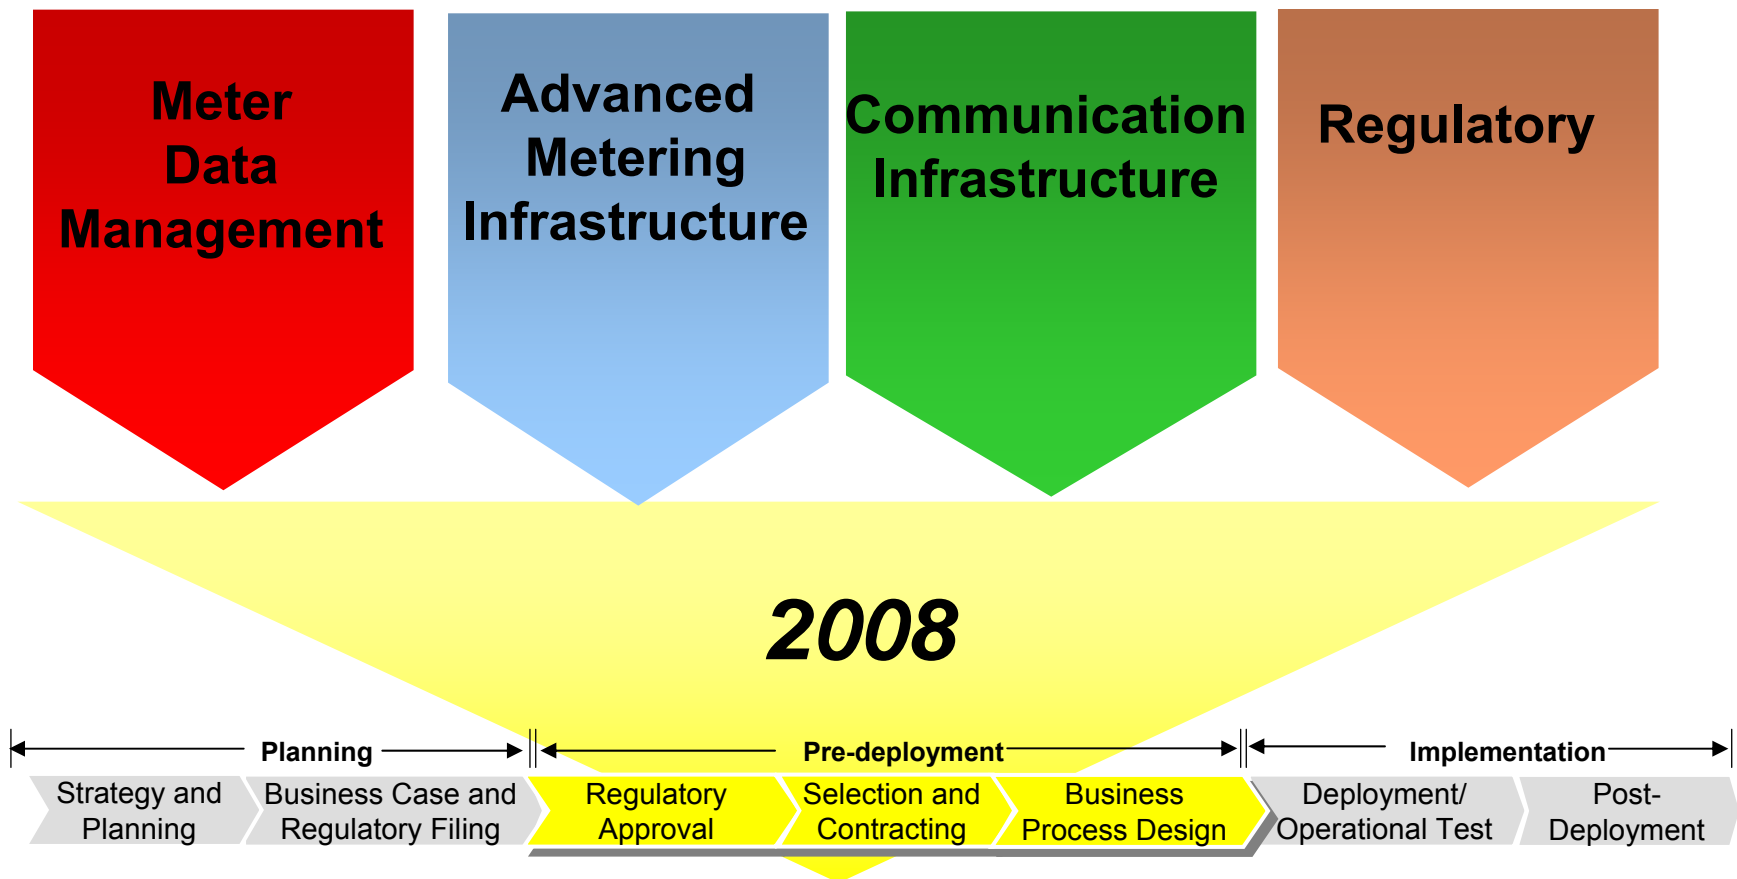 Meter
Data
Management
Advanced
Metering
Infrastructure
Communication
Infrastructure
Regulatory
2008
Planning
Pre-deployment
Implementation
Strategy and
Planning
Business Case and
Regulatory Filing
Regulatory
Approval
Selection and
Contracting
Business
Process Design
Deployment/
Operational Test
Post-
Deployment